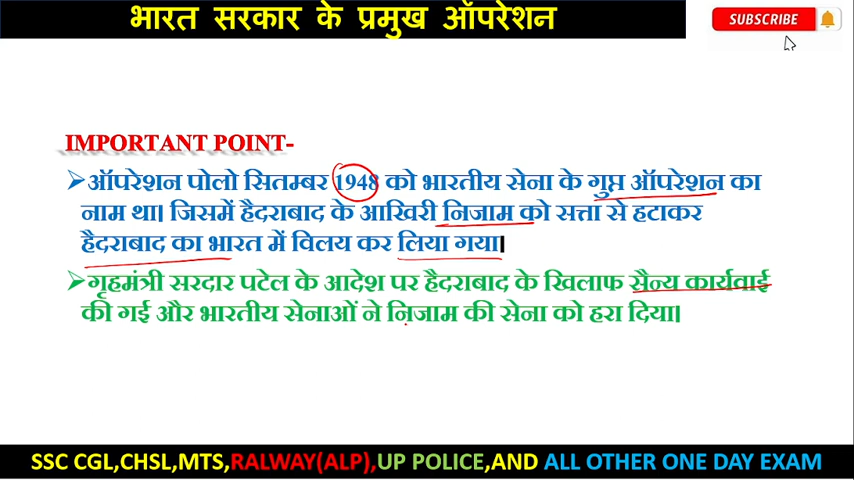 भारत सरकार के प्रमुख ऑपरेशन
SUBSCRIBE
IMPORTANT POINT-
ऑपरेशन पोलो सितम्बर 1948 को भारतीय सेना के गुप्त ऑपरेशन का
नाम था। जिसमें हैदराबाद के आखिरी निजाम को सत्ता से हटाकर
हैदराबाद का भारत में विलय कर लिया गया।
गृहमंत्री सरदार पटेल के आदेश पर हैदराबाद के खिलाफ सैन्य कार्यवाई
की गई और भारतीय सेनाओं ने निजाम की सेना को हरा दिया।
SSC CGL,CHSL,MTS,RALWAY(ALP),UP POLICE,AND ALL OTHER ONE DAY EXAM